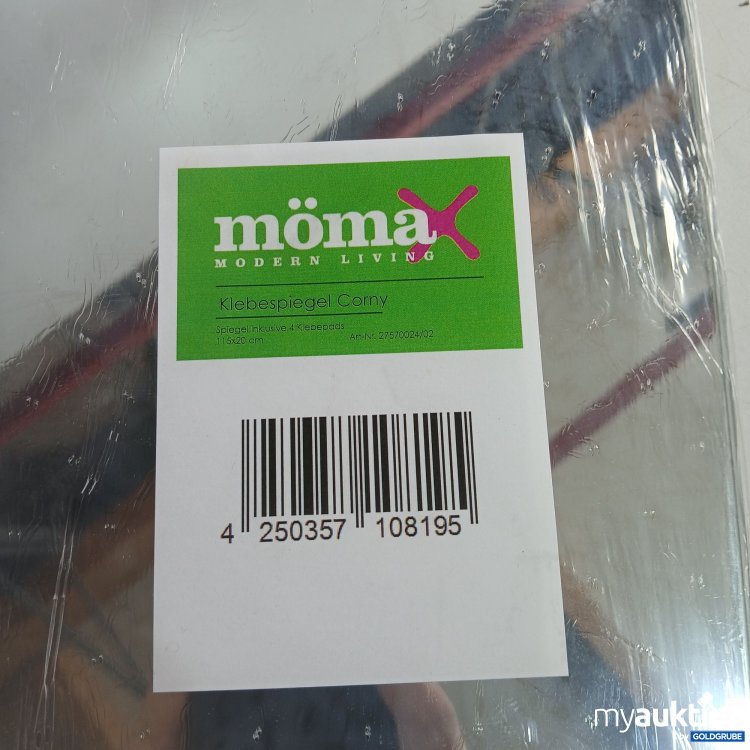 mömax
MODERN LIVING
Klebespiegel Corny
Spiegel inklusive 4 Klebepads
115x20 cm Art-Nr. 27570024/02
4 250357 108195
myauktion
by GOLDGRUBE